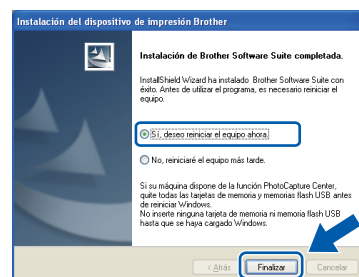 Instalación del dispositivo de impresión Brother
Instalación de Brother Software Suite completada.
InstallShield Wizard ha instalado Brother Software Suite con
éxito. Antes de utilizar el programa, es necesario reiniciar el
equipo.
Sí, deseo reiniciar el equipo ahora.
No, reiniciaré el equipo más tarde.
Si su máquina dispone de la función PhotoCapture Center,
quite todas las tarjetas de memoria y memorias flash USB antes
de reiniciar Windows.
No inserte ninguna tarjeta de memoria ni memoria flash USB
hasta que se haya cargado Windows.
< Atrás Finalizar Cancelar